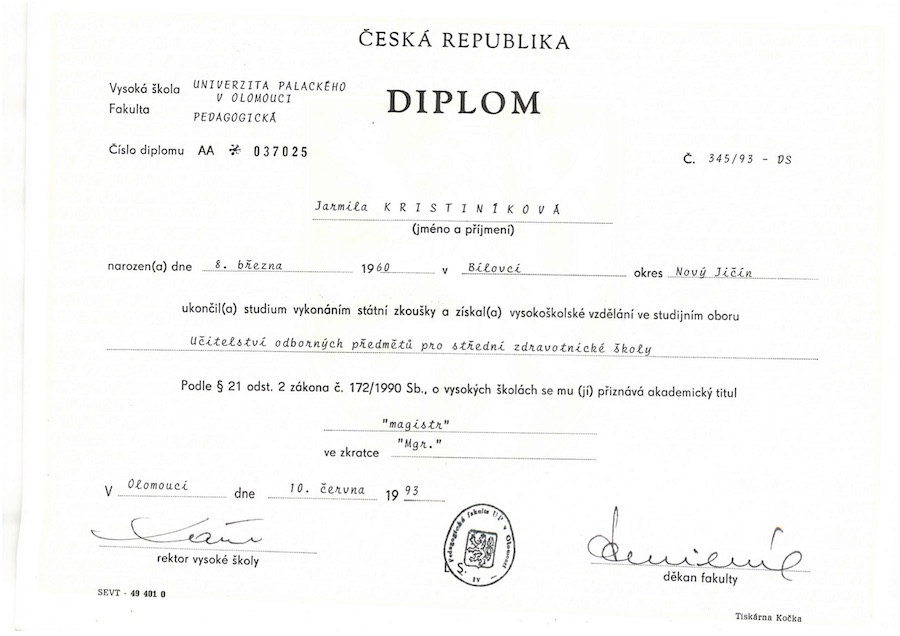 ČESKÁ REPUBLIKA
Vysoká škola UNIVERZITA PALACKÉHO
V OLOMOUCI
DIPLOM
Fakulta PEDAGOGICKÁ
Číslo diplomu AA * 037025
Č. 345/93 - DS
Jarmila KRISTINÍKOVÁ
(jméno a příjmení)
narozen(a) dne 8. března 1960 v Bílovci okres Nový Jičín
ukončil(a) studium vykonáním státní zkoušky a získal(a) vysokoškolské vzdělání ve studijním oboru
Učitelství odborných předmětů pro střední zdravotnické školy
Podle § 21 odst. 2 zákona č. 172/1990 Sb., o vysokých školách se mu (jí) přiznává akademický titul
"magistr"
ve zkratce "Mgr."
V Olomouci dne 10. června 1993
Pedagogická fakulta UP v Olomouci
rektor vysoké školy
děkan fakulty
SEVT - 49 401 0
Tiskárna Kočka